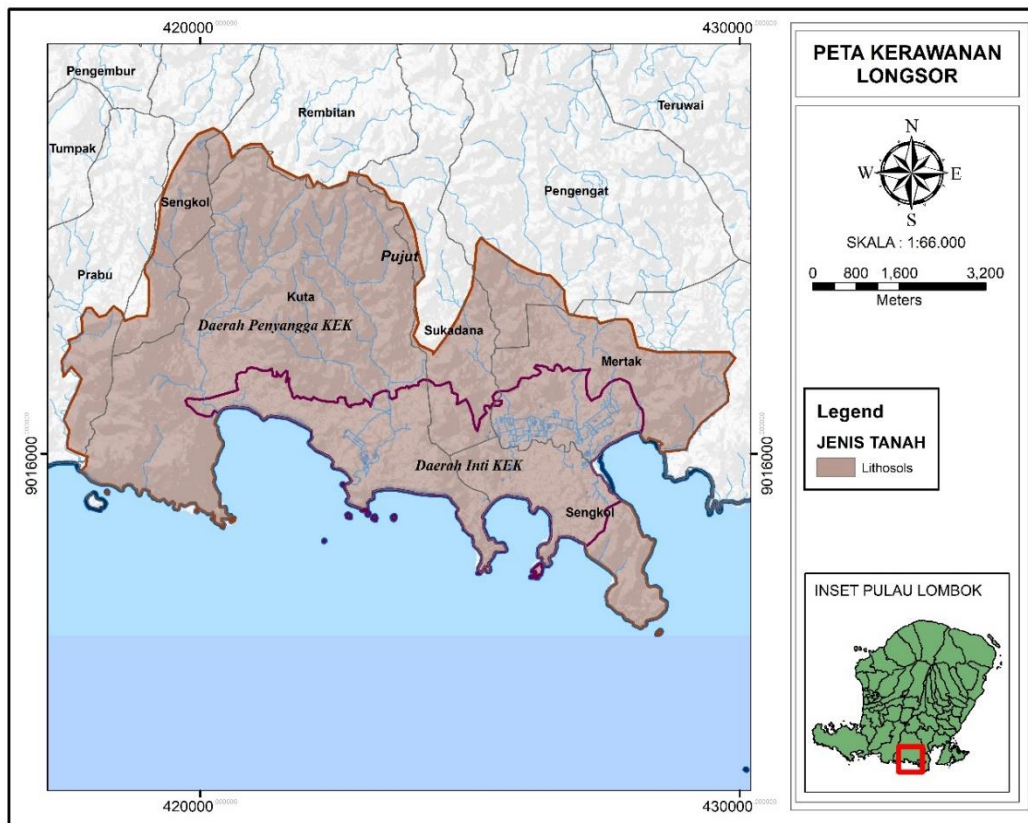 420000
430000
Pengembur
Rembitan
Teruwai
Tumpak
Pengengat
Sengkol
Pujut
Prabu
Kuta
Daerah Penyangga KEK
Sukadana
Mertak
9016000
Daerah Inti KEK
9016000
Sengkol
420000
430000
PETA KERAWANAN
LONGSOR
N
W E
S
SKALA : 1:66.000
0 800 1,600 3,200
Meters
Legend
JENIS TANAH
Lithosols
INSET PULAU LOMBOK